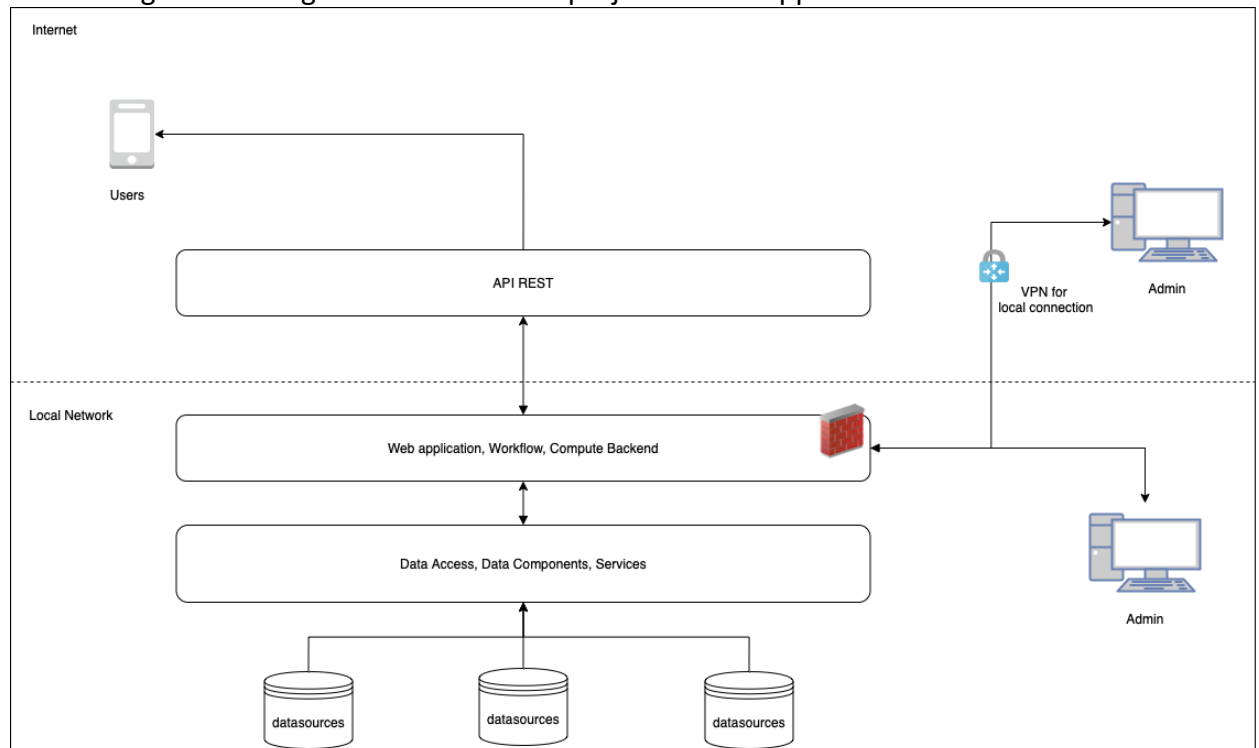 Internet
Users
API REST
Admin
VPN for
local connection
Local Network
Web application, Workflow, Compute Backend
Data Access, Data Components, Services
Admin
datasources
datasources
datasources